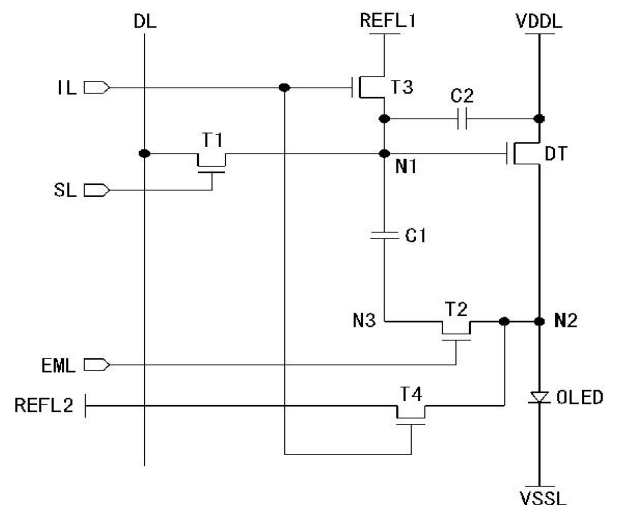 DL
REFL1
VDDL
IL
T3
C2
T1
DT
N1
SL
C1
N3
T2
N2
EML
T4
OLED
REFL2
VSSL